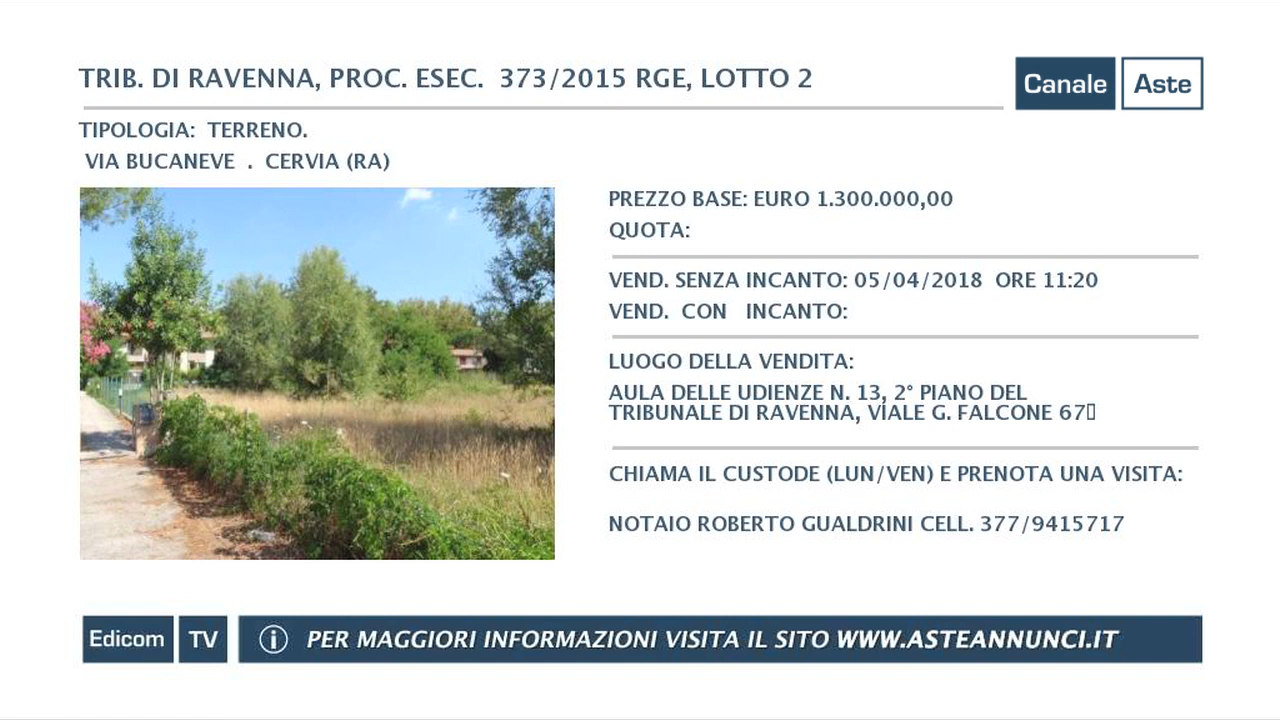 TRIB. DI RAVENNA, PROC. ESEC. 373/2015 RGE, LOTTO 2
Canale Aste
TIPOLOGIA: TERRENO.
VIA BUCANEVE . CERVIA (RA)
PREZZO BASE: EURO 1.300.000,00
QUOTA:
VEND. SENZA INCANTO: 05/04/2018 ORE 11:20
VEND. CON INCANTO:
LUOGO DELLA VENDITA:
AULA DELLE UDIENZE N. 13, 2° PIANO DEL
TRIBUNALE DI RAVENNA, VIALE G. FALCONE 67
CHIAMA IL CUSTODE (LUN/VEN) E PRENOTA UNA VISITA:
NOTAIO ROBERTO GUALDRINI CELL. 377/9415717
Edicom TV
PER MAGGIORI INFORMAZIONI VISITA IL SITO WWW.ASTEANNUNCI.IT